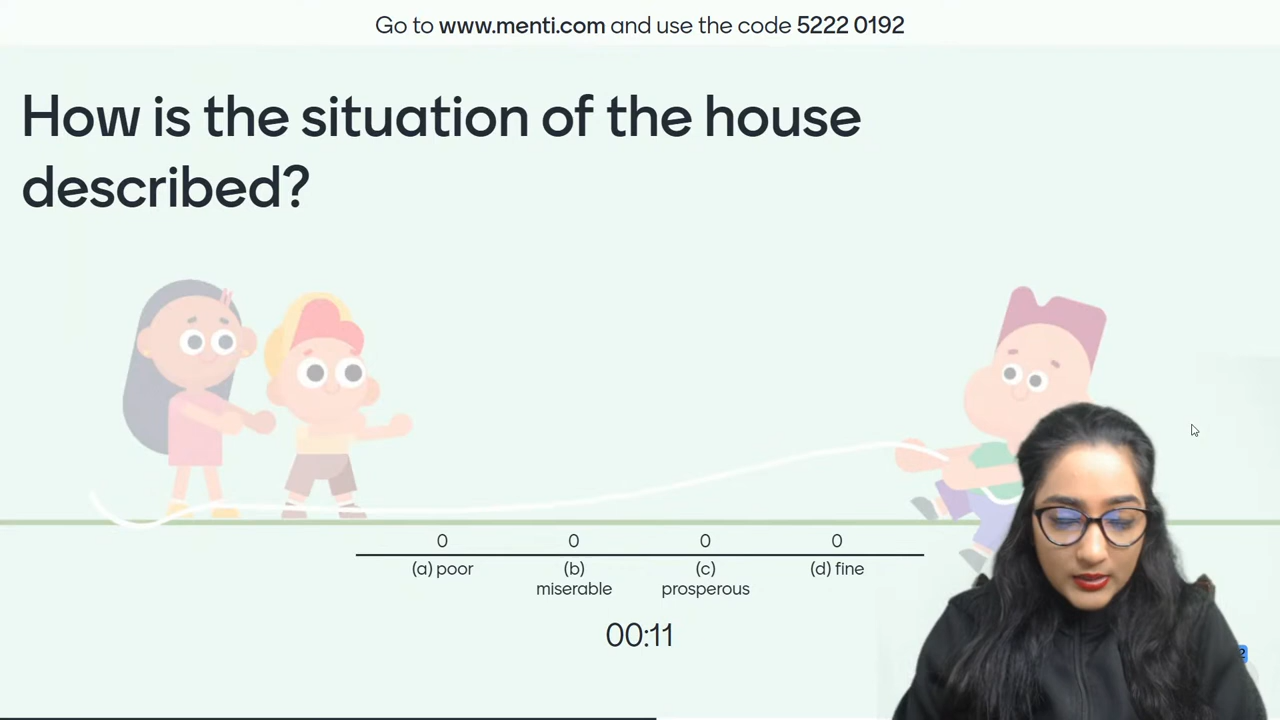 Go to www.menti.com and use the code 5222 0192
How is the situation of the house
described?
0 0 0 0
(a) poor (b) (c) (d) fine
miserable prosperous
00:11
2